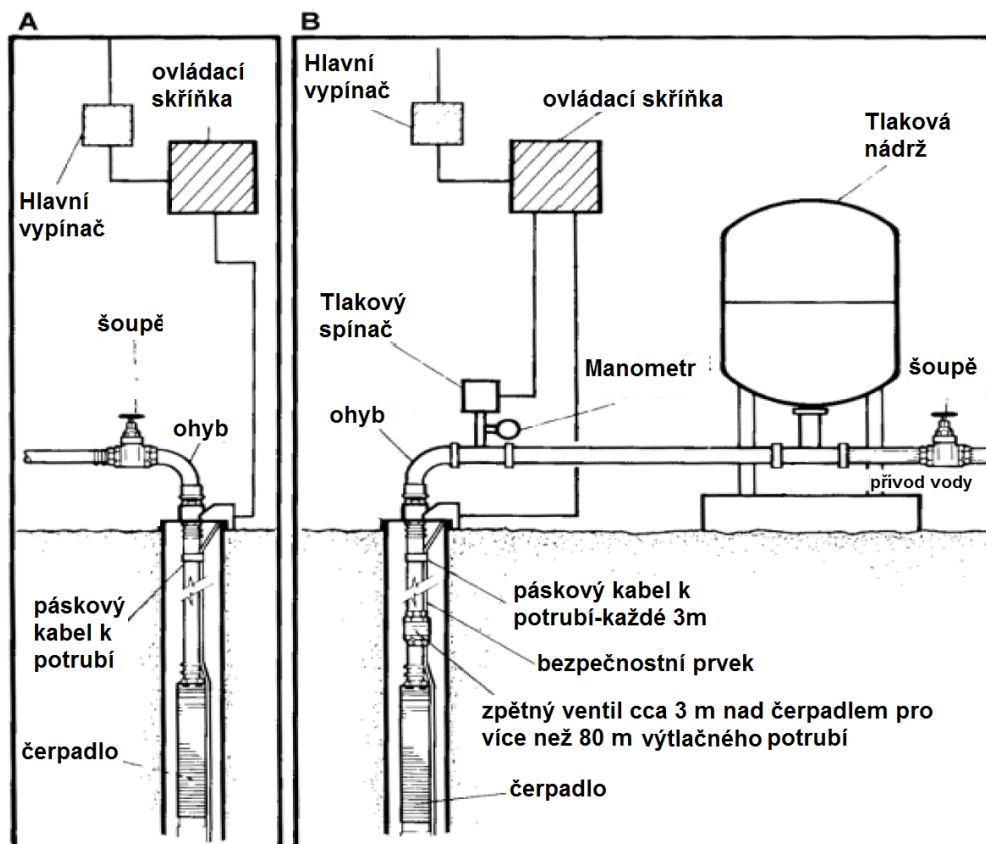 A
ovládací
skříňka
Hlavní
vypínač
šoupě
ohyb
páskový
kabel k
potrubí
čerpadlo
B
Hlavní
vypínač
ovládací skříňka
Tlaková
nádrž
Tlakový
spínač
Manometr
šoupě
ohyb
přívod vody
páskový kabel k
potrubí-každé 3m
bezpečnostní prvek
zpětný ventil cca 3 m nad čerpadlem pro
více než 80 m výtlačného potrubí
čerpadlo